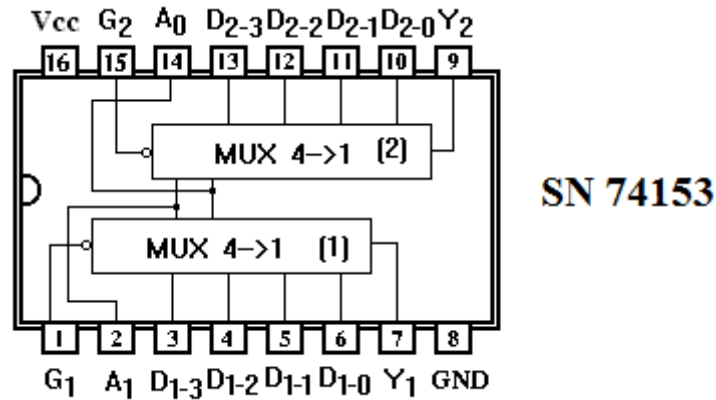 Vcc G2 A0 D2-3 D2-2 D2-1 D2-0 Y2
16 15 14 13 12 11 10 9
MUX 4->1 (2)
SN 74153
MUX 4->1 (1)
1 2 3 4 5 6 7 8
G1 A1 D1-3 D1-2 D1-1 D1-0 Y1 GND